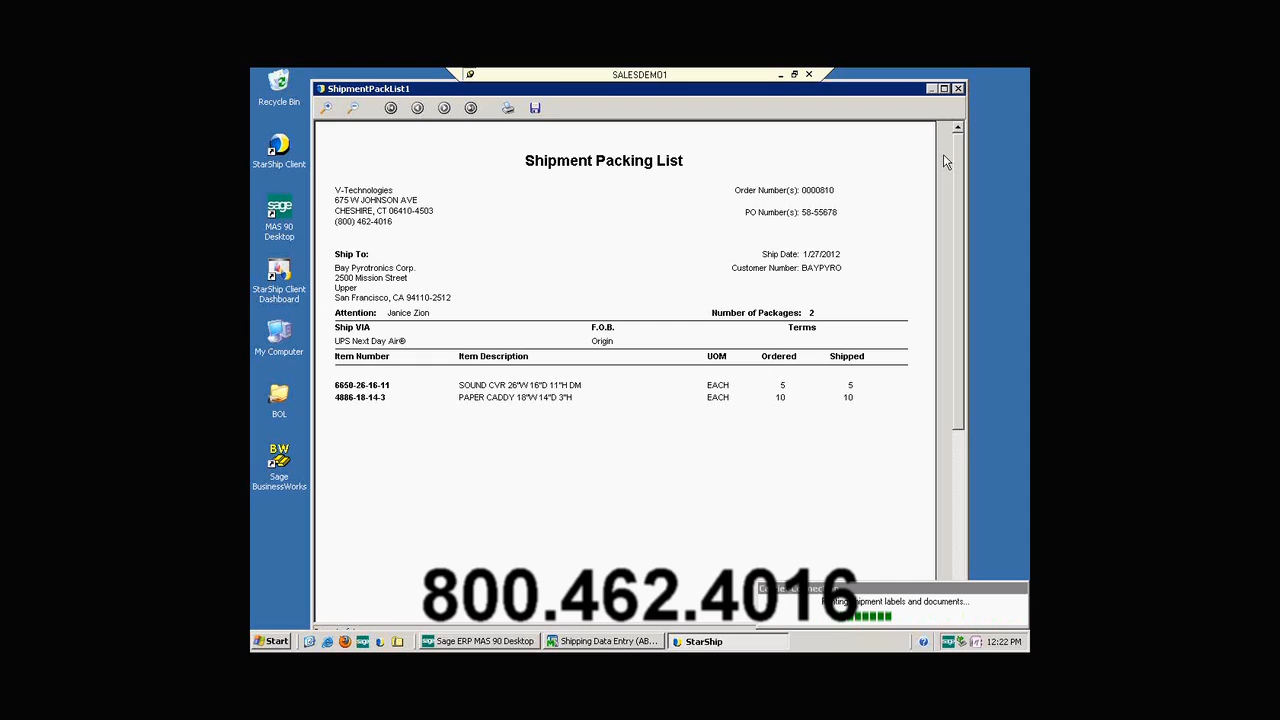 SALESDEMO1
ShipmentPackList1
Recycle Bin
StarShip Client
sage
MAS 90
Desktop
StarShip Client
Dashboard
My Computer
BOL
BW
Sage
BusinessWorks
Shipment Packing List
V-Technologies
675 W JOHNSON AVE
CHESHIRE, CT 06410-4503
(800) 462-4016
Order Number(s): 0000810
PO Number(s): 58-55678
Ship To:
Ship Date: 1/27/2012
Bay Pyrotronics Corp.
Customer Number: BAYPYRO
2500 Mission Street
Upper
San Francisco, CA 94110-2512
Attention: Janice Zion
Number of Packages: 2
Ship VIA F.O.B. Terms
UPS Next Day Air® Origin
Item Number Item Description UOM Ordered Shipped
6650-26-16-11 SOUND CVR 26"W 16"D 11"H DM EACH 5 5
4886-18-14-3 PAPER CADDY 18"W 14"D 3"H EACH 10 10
800.462.4016
shipment labels and documents...
Start
Sage ERP MAS 90 Desktop
Shipping Data Entry (AB...
StarShip
12:22 PM